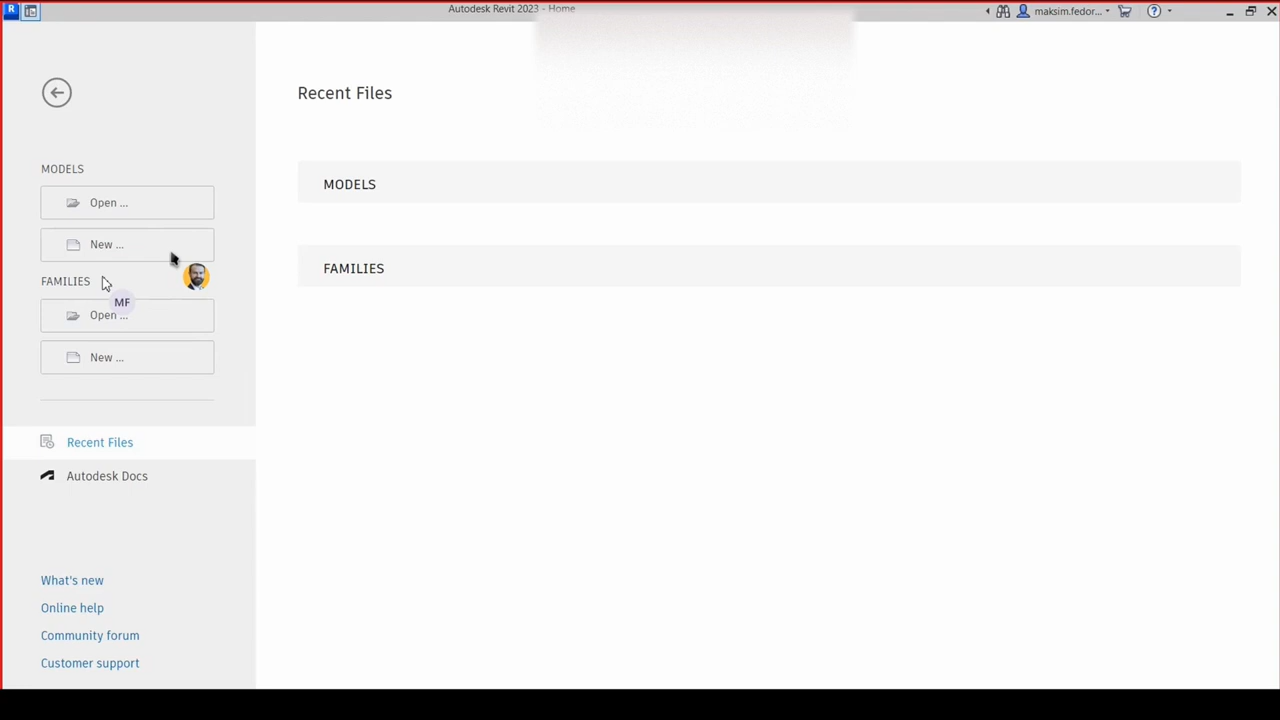 R
Autodesk Revit 2023 - Home
maksim.fedor...
?
Recent Files
MODELS
Open ...
New ...
FAMILIES
MF
Open ...
New ...
Recent Files
Autodesk Docs
What's new
Online help
Community forum
Customer support
MODELS
FAMILIES